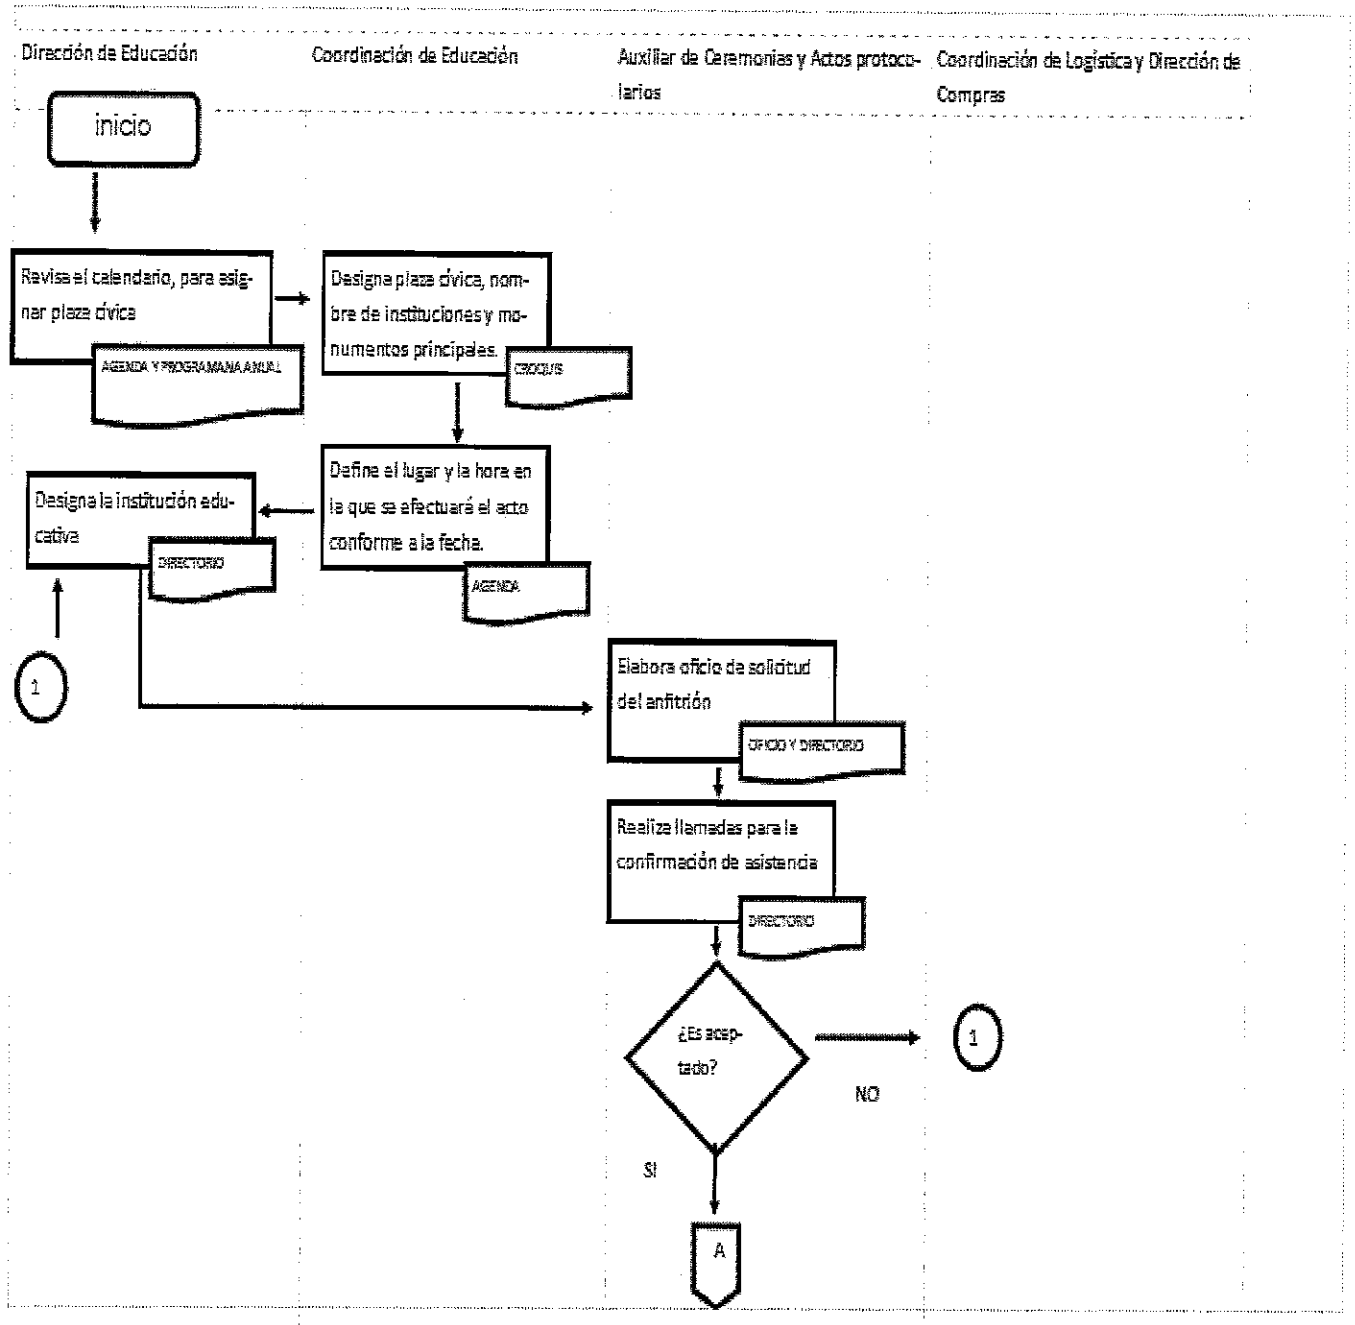 Dirección de Educación
Coordinación de Educación
Auxiliar de Ceremonias y Actos protoco-
larios
Coordinación de Logística y Dirección de
Compras
inicio
Revisa el calendario, para asig-
nar plaza cívica
AGENDA Y PROGRAMANA ANUAL
Designa plaza cívica, nom-
bre de instituciones y mo-
numentos principales.
CROQUIS
Define el lugar y la hora en
la que se efectuará el acto
conforme a la fecha.
AGENDA
Designa la institución edu-
cativa
DIRECTORIO
1
Elabora oficio de solicitud
del anfitrión
OFICIO Y DIRECTORIO
Realiza llamadas para la
confirmación de asistencia
DIRECTORIO
¿Es acep-
tado?
1
NO
SI
A